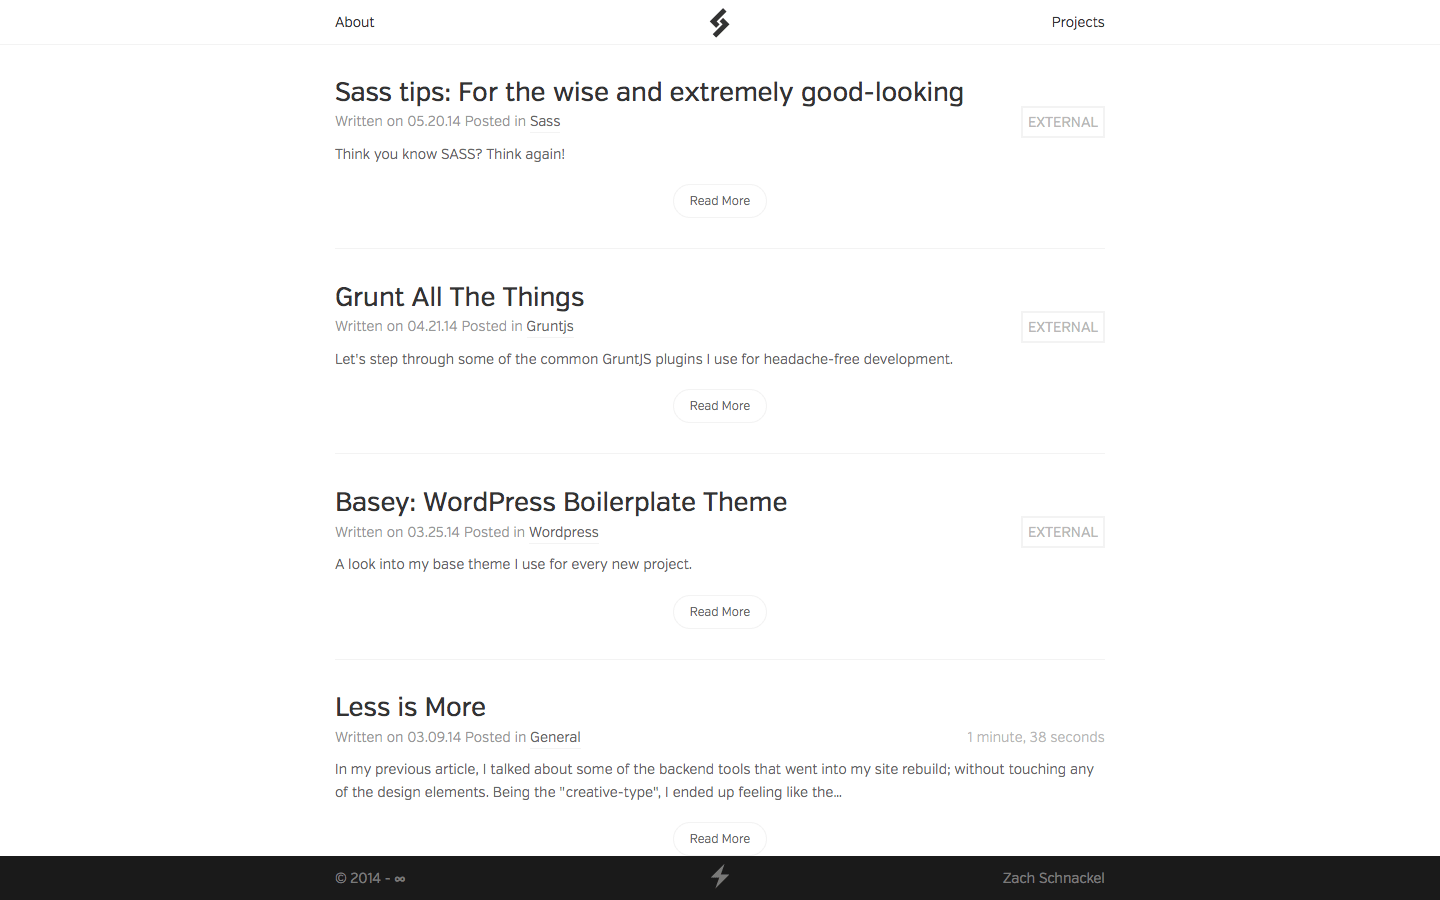 About
Projects
Sass tips: For the wise and extremely good-looking
Written on 05.20.14 Posted in Sass
EXTERNAL
Think you know SASS? Think again!
Read More
Grunt All The Things
Written on 04.21.14 Posted in Gruntjs
EXTERNAL
Let's step through some of the common GruntJS plugins I use for headache-free development.
Read More
Basey: WordPress Boilerplate Theme
Written on 03.25.14 Posted in Wordpress
EXTERNAL
A look into my base theme I use for every new project.
Read More
Less is More
Written on 03.09.14 Posted in General
1 minute, 38 seconds
In my previous article, I talked about some of the backend tools that went into my site rebuild; without touching any
of the design elements. Being the "creative-type", I ended up feeling like the...
Read More
© 2014 - ∞
Zach Schnackel